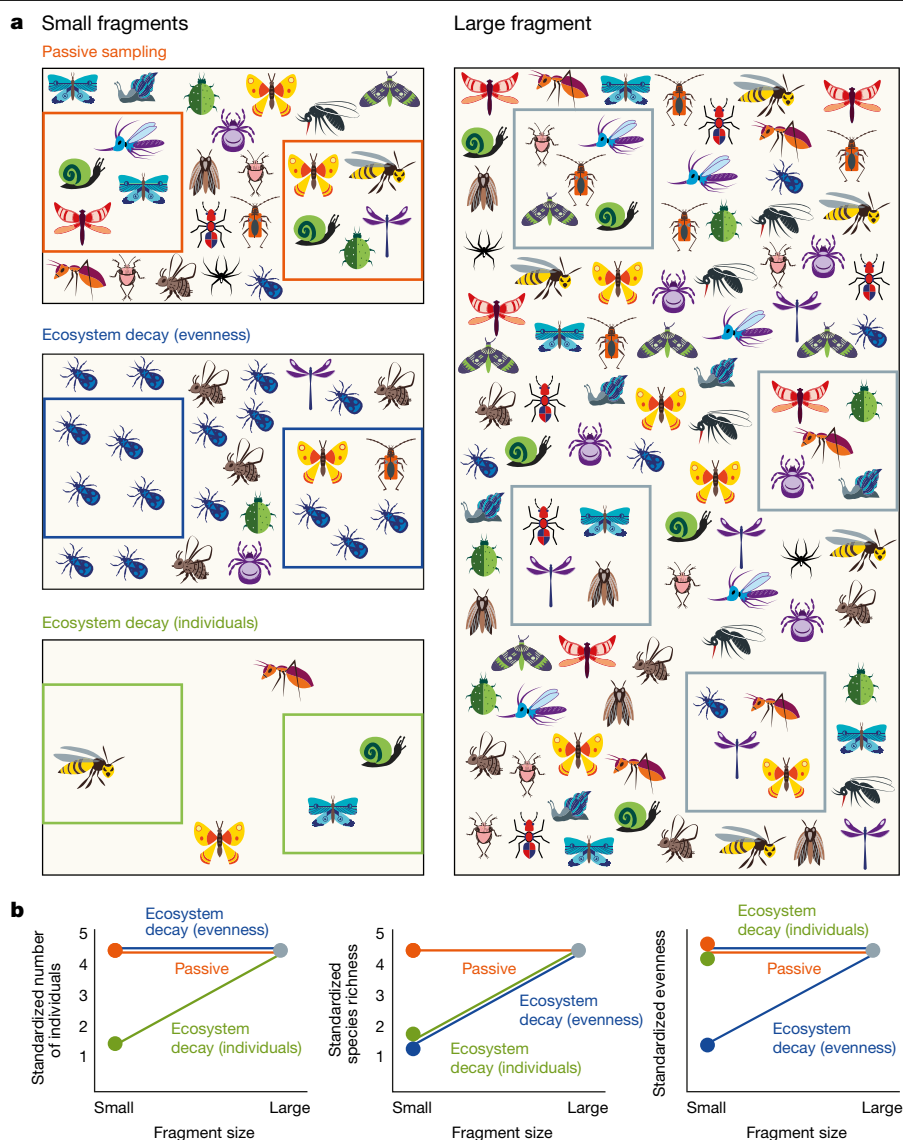 a Small fragments
Large fragment
Passive sampling
Ecosystem decay (evenness)
Ecosystem decay (individuals)
b
Standardized number
of individuals
5
4
3
2
1
Ecosystem
decay (evenness)
Passive
Ecosystem
decay (individuals)
Small
Large
Fragment size
Standardized
species richness
5
4
3
2
1
Passive
Ecosystem
decay (evenness)
Ecosystem
decay (individuals)
Small
Large
Fragment size
Standardized evenness
Ecosystem
decay (individuals)
Passive
Ecosystem
decay (evenness)
Small
Large
Fragment size